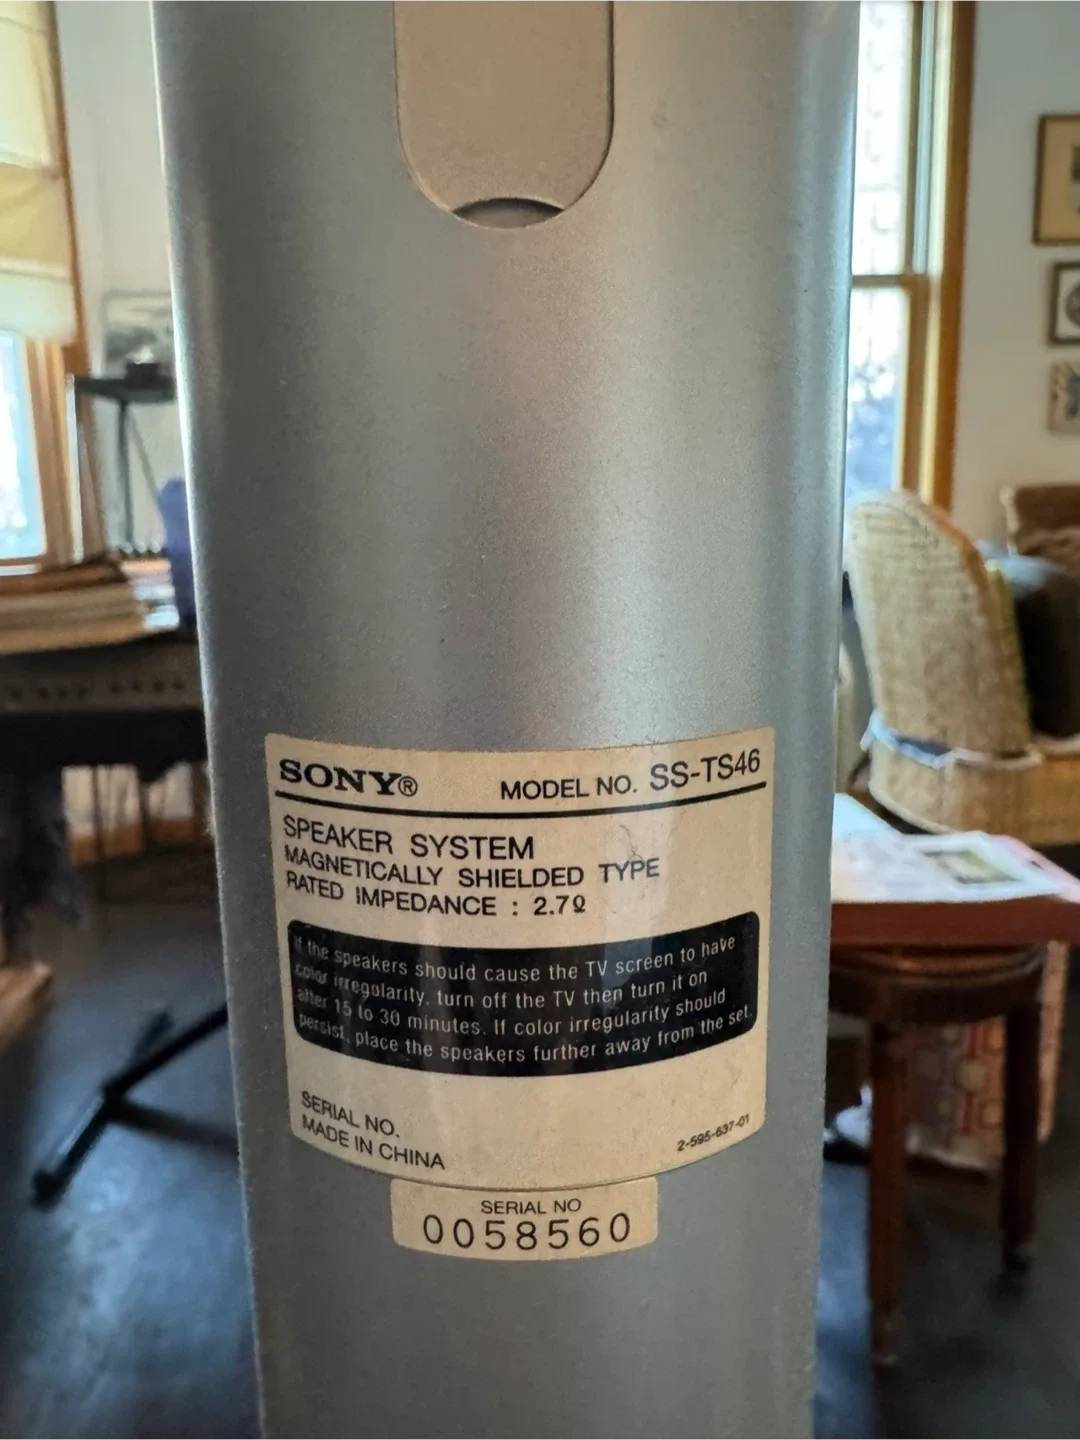 SONY® MODEL NO. SS-TS46
SPEAKER SYSTEM
MAGNETICALLY SHIELDED TYPE
RATED IMPEDANCE : 2.7Ω
If the speakers should cause the TV screen to have
color irregolarity, turn off the TV then turn it on
after 15 to 30 minutes. If color irregularity should
persist, place the speakers further away from the set.
SERIAL NO.
MADE IN CHINA
2-595-637-01
SERIAL NO
0058560